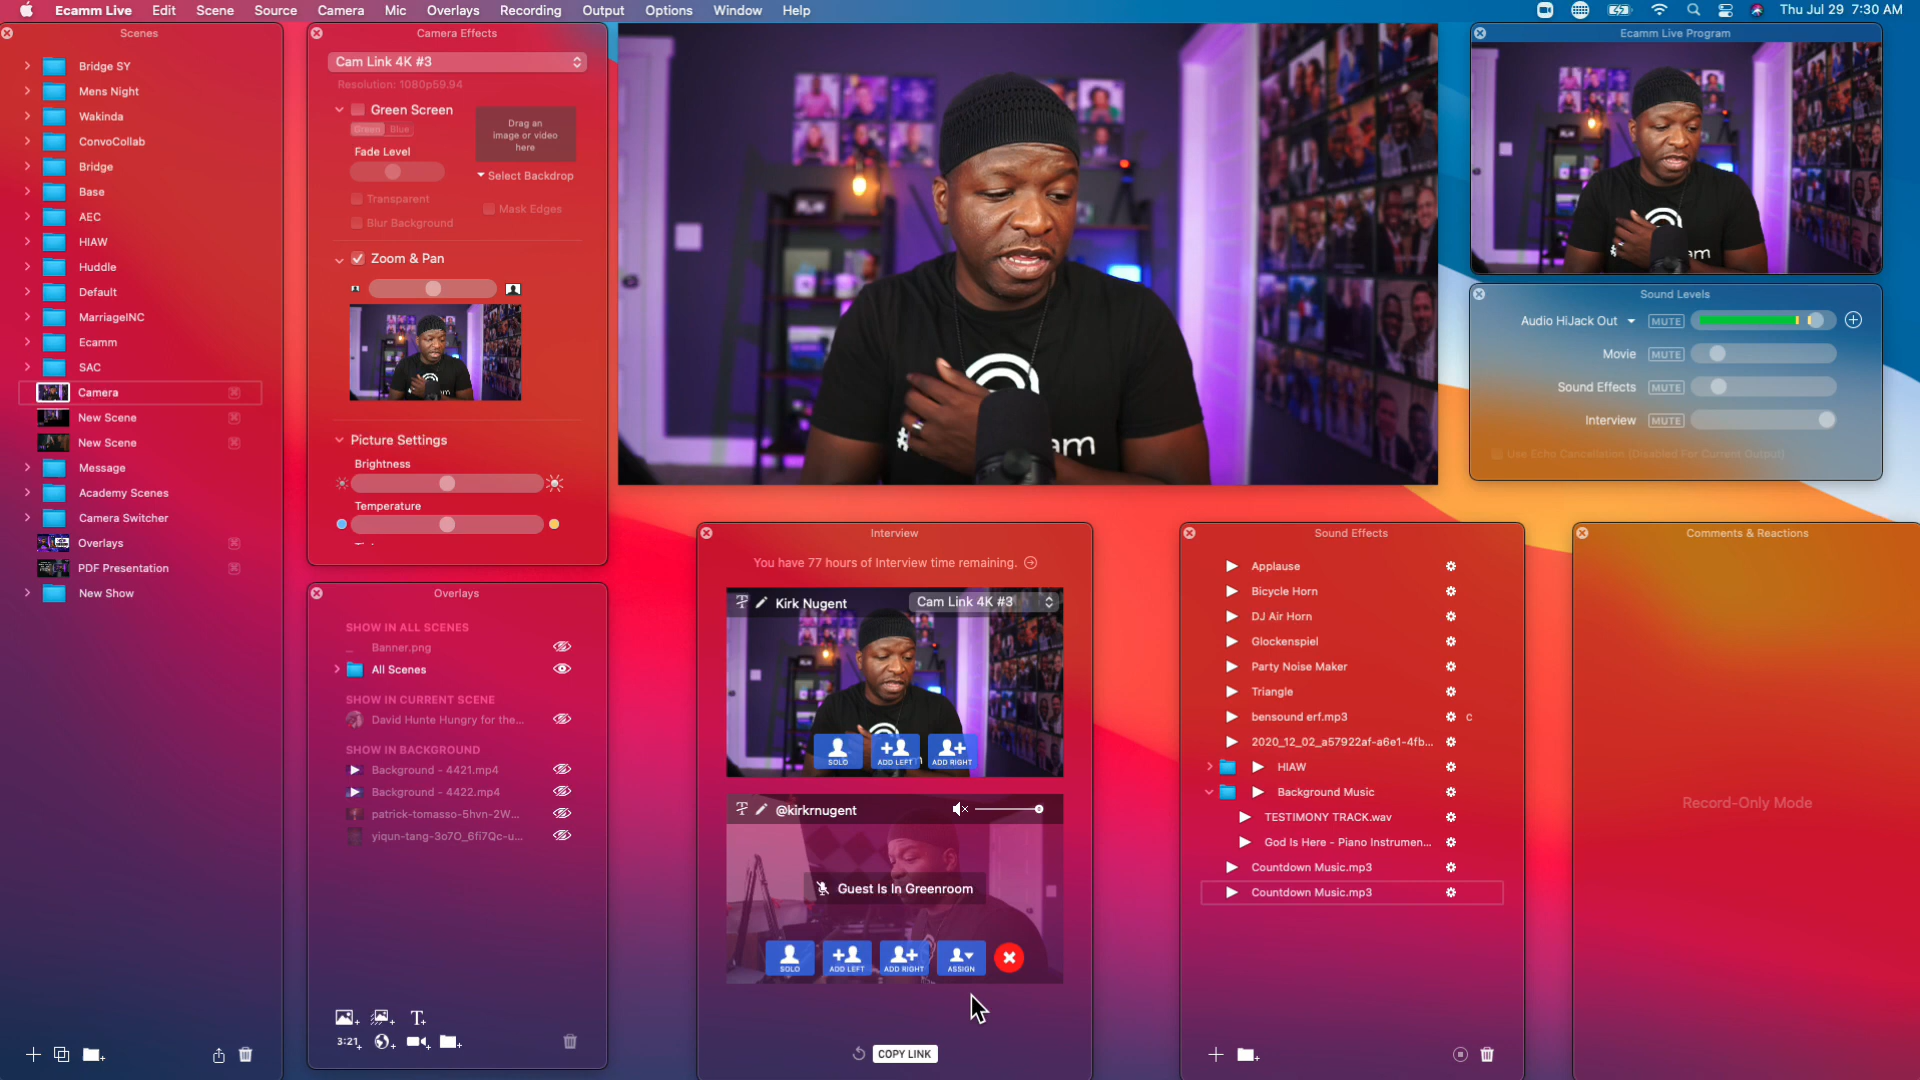 Ecamm Live Edit Scene Source Camera Mic Overlays Recording Output Options Window Help Thu Jul 29 7:30 AM
Scenes
Bridge SY
Mens Night
Wakinda
ConvoCollab
Bridge
Base
AEC
HIAW
Huddle
Default
MarriageINC
Ecamm
SAC
Camera
New Scene
New Scene
Message
Academy Scenes
Camera Switcher
Overlays
PDF Presentation
New Show
Camera Effects
Cam Link 4K #3
Resolution: 1080p59.94
Green Screen
Green Blue
Drag an
image or video
here
Fade Level
Select Backdrop
Transparent
Mask Edges
Blur Background
Zoom & Pan
Picture Settings
Brightness
Temperature
Overlays
SHOW IN ALL SCENES
Banner.png
All Scenes
SHOW IN CURRENT SCENE
David Hunte Hungry for the...
SHOW IN BACKGROUND
Background - 4421.mp4
Background - 4422.mp4
patrick-tomasso-5hvn-2W...
yiqun-tang-3o7O_6fi7Qc-u...
3:21+
Interview
You have 77 hours of Interview time remaining.
Kirk Nugent
Cam Link 4K #3
SOLO
ADD LEFT
ADD RIGHT
@kirkrnugent
Guest Is In Greenroom
SOLO
ADD LEFT
ADD RIGHT
ASSIGN
COPY LINK
Ecamm Live Program
Sound Levels
Audio HiJack Out MUTE
Movie MUTE
Sound Effects MUTE
Interview MUTE
Use Echo Cancellation (Disabled For Current Output)
Sound Effects
Applause
Bicycle Horn
DJ Air Horn
Glockenspiel
Party Noise Maker
Triangle
bensound erf.mp3 C
2020_12_02_a57922af-a6e1-4fb...
HIAW
Background Music
TESTIMONY TRACK.wav
God Is Here - Piano Instrumen...
Countdown Music.mp3
Countdown Music.mp3
Comments & Reactions
Record-Only Mode